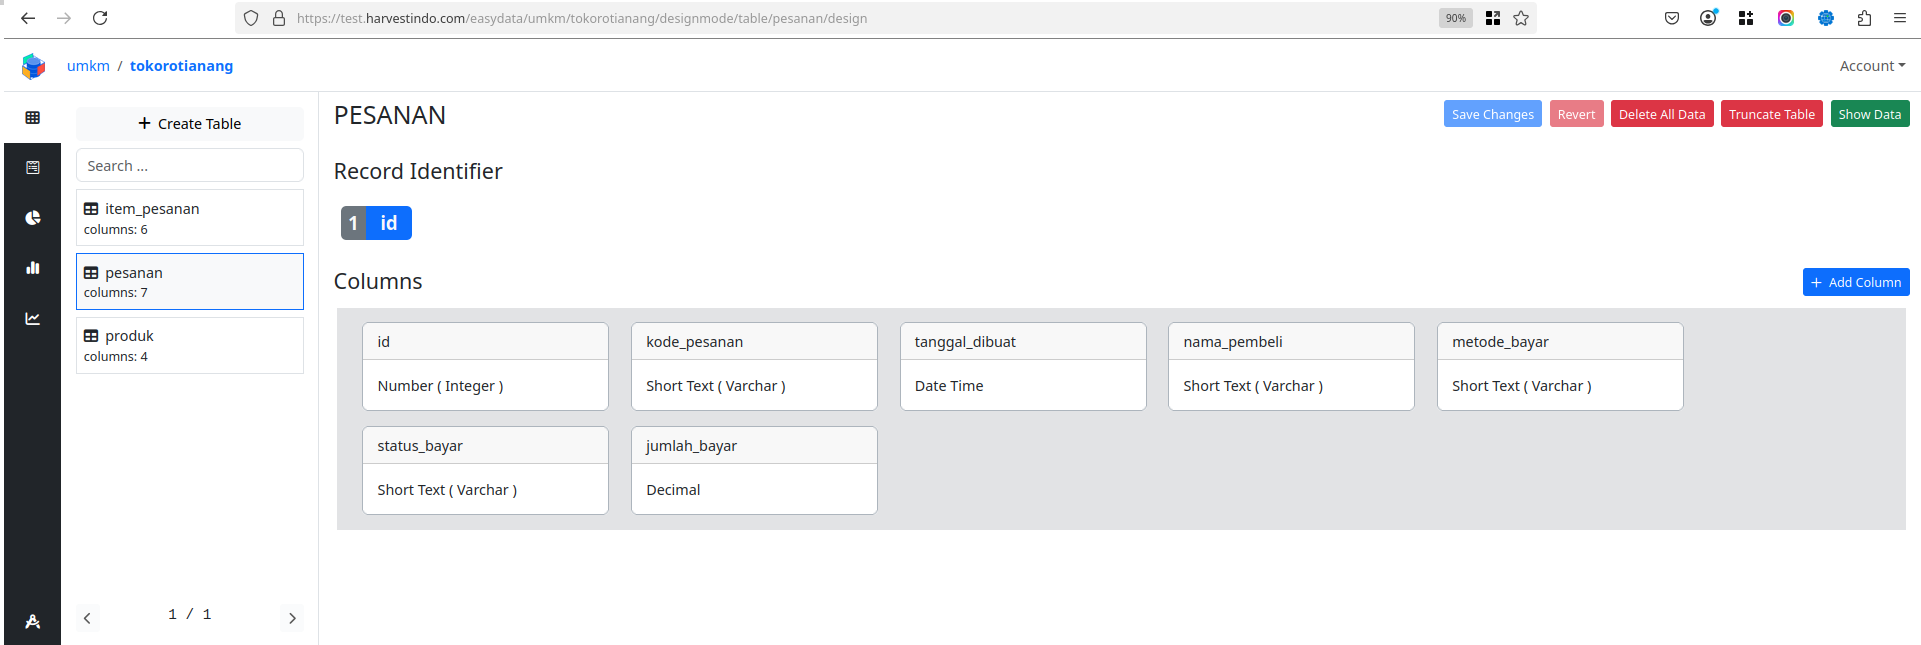 https://test.harvestindo.com/easydata/umkm/tokorotianang/designmode/table/pesanan/design
90%
umkm / tokorotianang
Account
Create Table
Search ...
item_pesanan
columns: 6
pesanan
columns: 7
produk
columns: 4
1 / 1
PESANAN
Save Changes
Revert
Delete All Data
Truncate Table
Show Data
Record Identifier
1 id
Columns
Add Column
id
Number ( Integer )
kode_pesanan
Short Text ( Varchar )
tanggal_dibuat
Date Time
nama_pembeli
Short Text ( Varchar )
metode_bayar
Short Text ( Varchar )
status_bayar
Short Text ( Varchar )
jumlah_bayar
Decimal